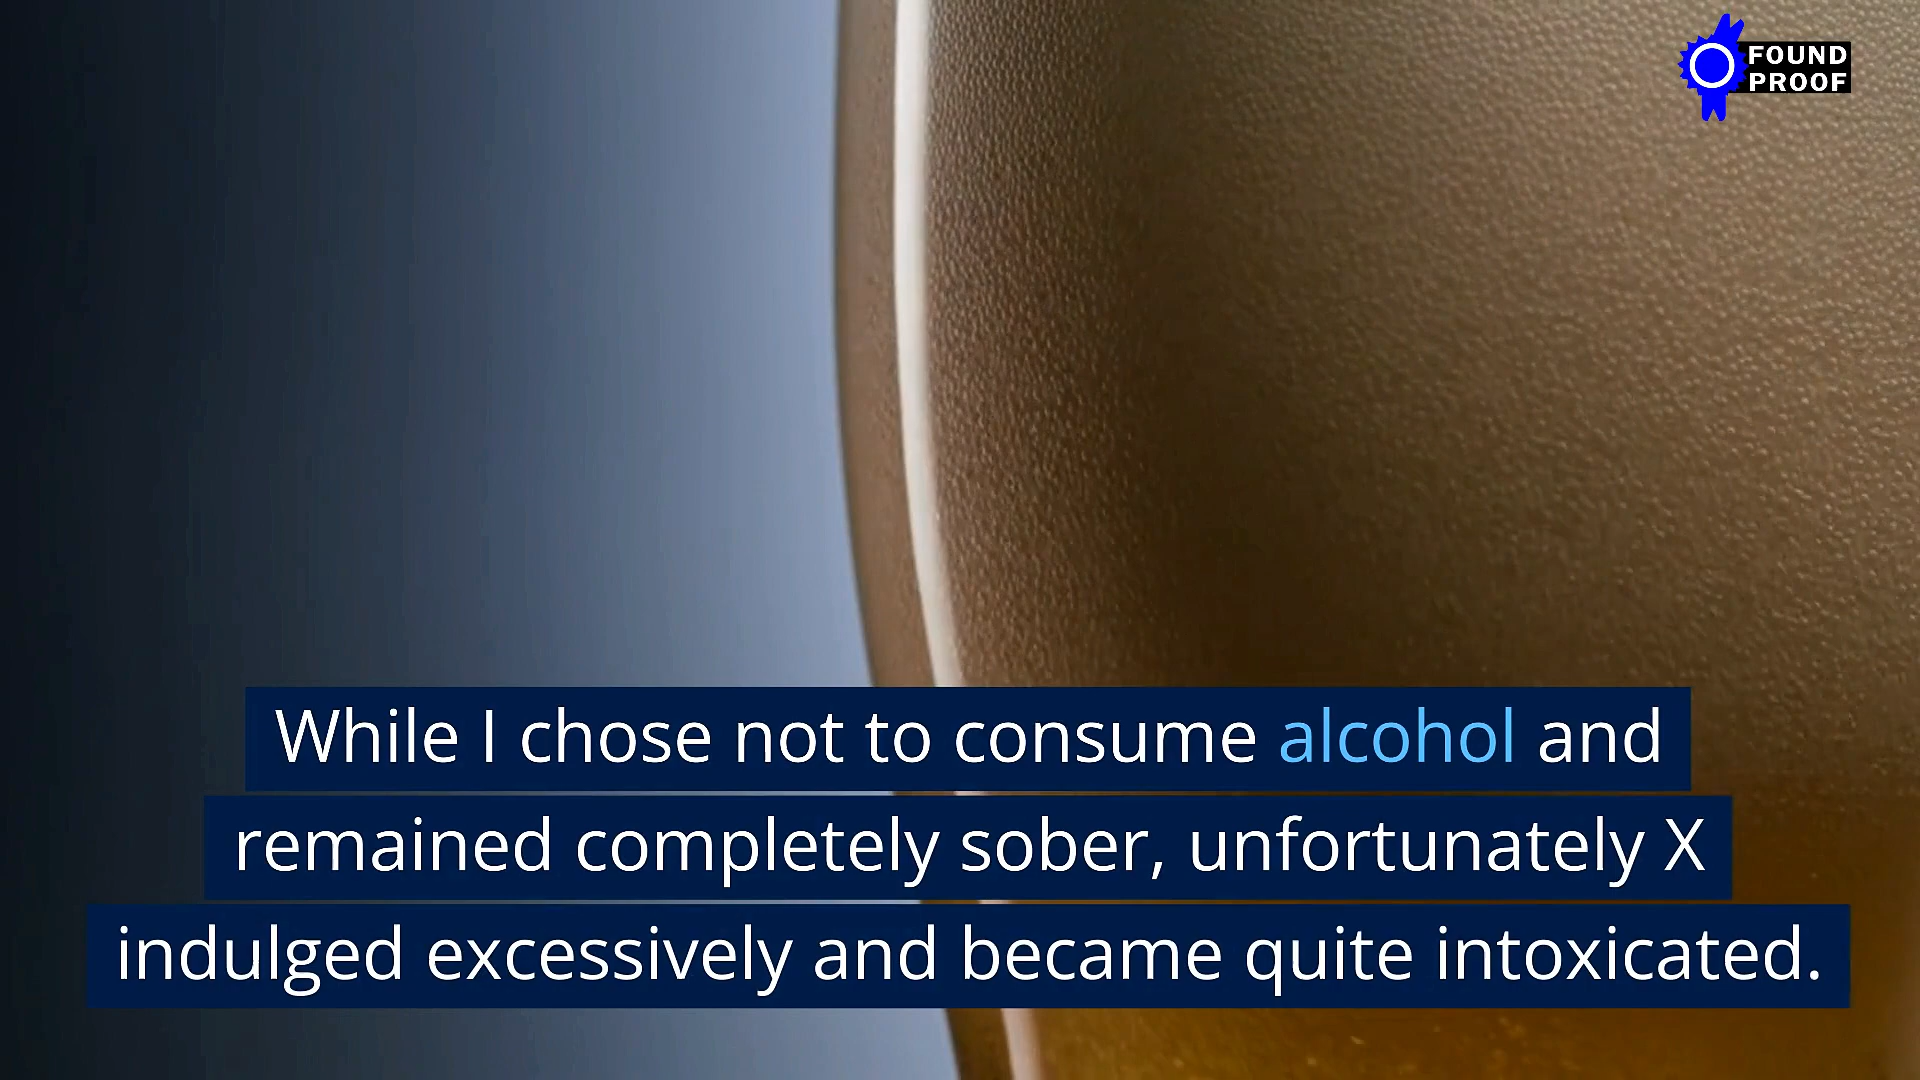 FOUND
PROOF
While I chose not to consume alcohol and
remained completely sober, unfortunately X
indulged excessively and became quite intoxicated.